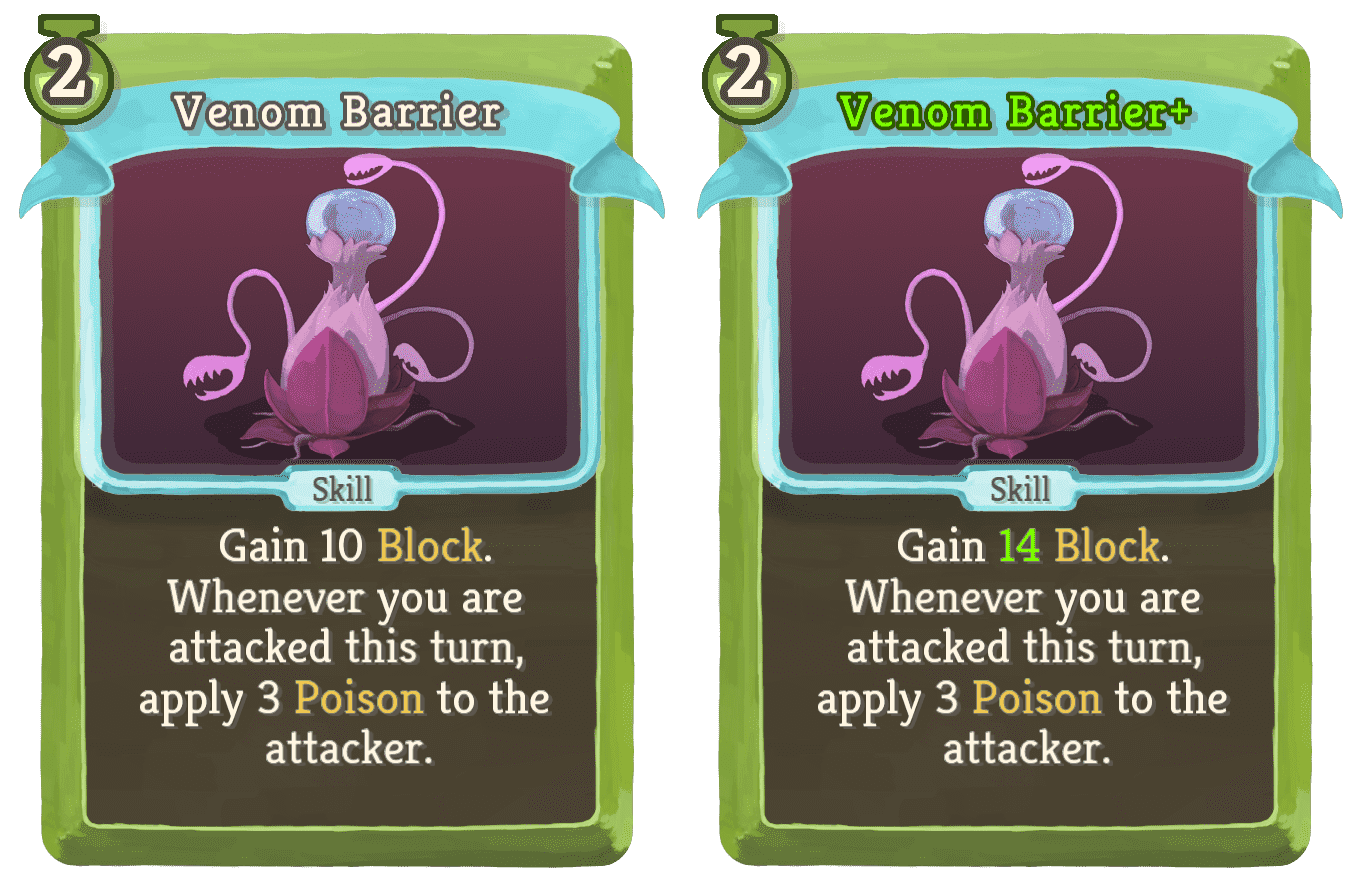 2
Venom Barrier
Skill
Gain 10 Block.
Whenever you are
attacked this turn,
apply 3 Poison to the
attacker.
2
Venom Barrier+
Skill
Gain 14 Block.
Whenever you are
attacked this turn,
apply 3 Poison to the
attacker.